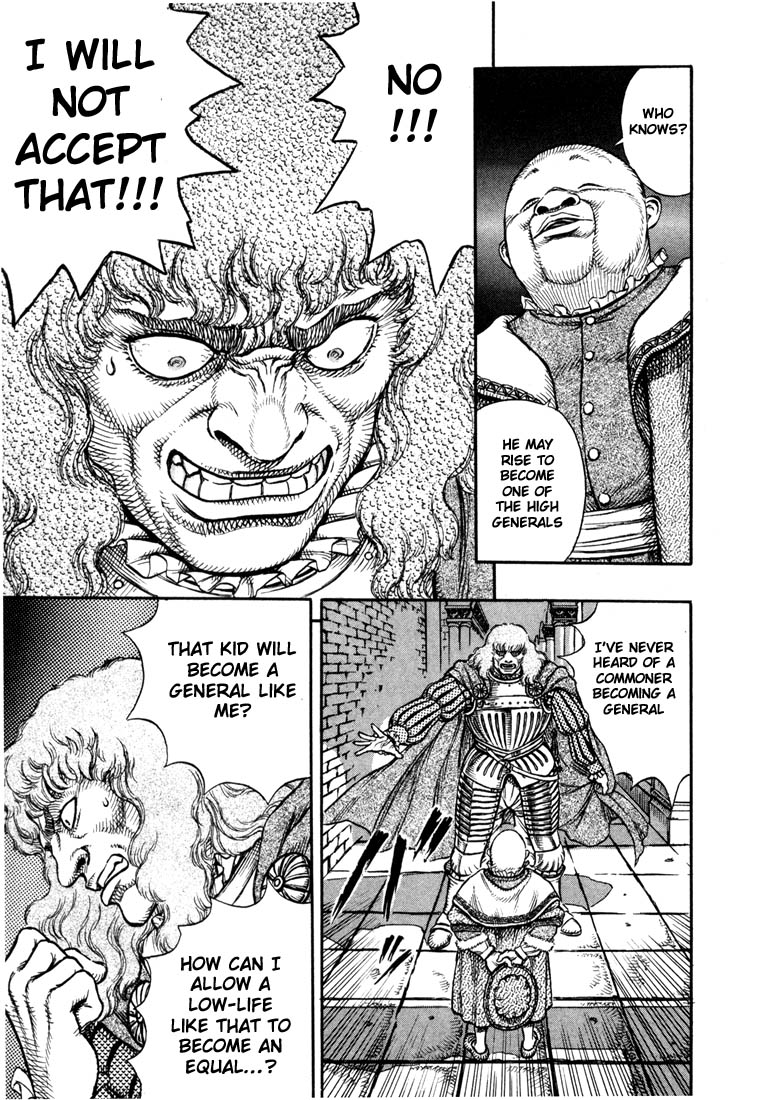 WHO
KNOWS?
HE MAY
RISE TO
BECOME
ONE OF
THE HIGH
GENERALS
NO
!!!
I WILL
NOT
ACCEPT
THAT!!!
I'VE NEVER
HEARD OF A
COMMONER
BECOMING A
GENERAL
THAT KID WILL
BECOME A
GENERAL LIKE
ME?
HOW CAN I
ALLOW A
LOW-LIFE
LIKE THAT TO
BECOME AN
EQUAL...?